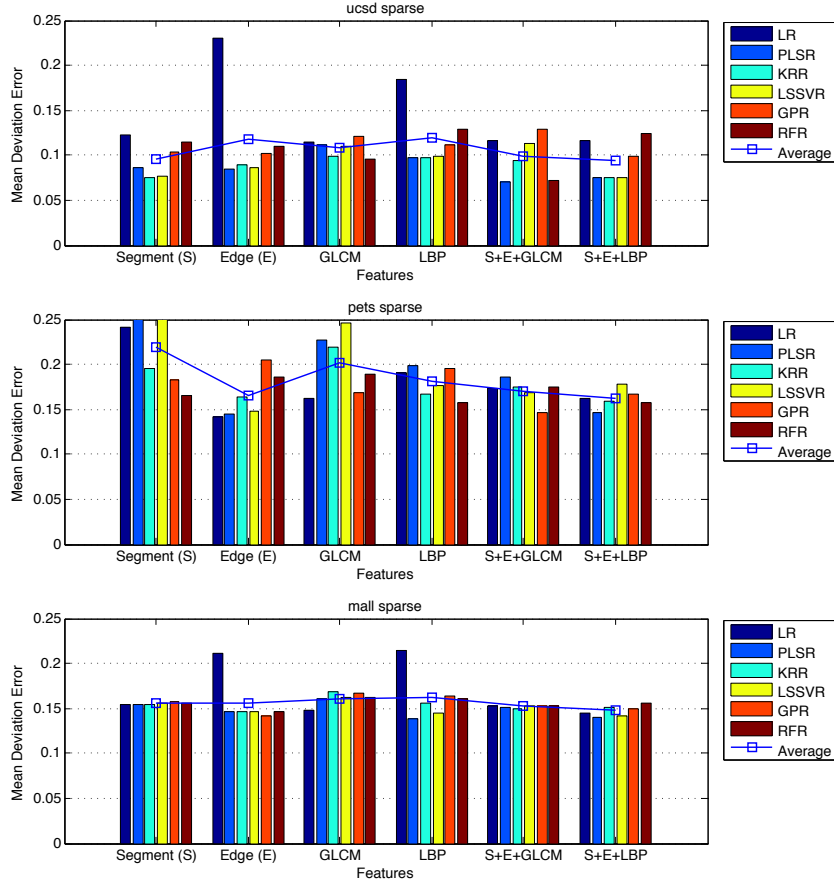 ucsd sparse
Mean Deviation Error
0.25
0.2
0.15
0.1
0.05
0
Segment (S) Edge (E) GLCM LBP S+E+GLCM S+E+LBP
Features
LR
PLSR
KRR
LSSVR
GPR
RFR
Average
pets sparse
Mean Deviation Error
0.25
0.2
0.15
0.1
0.05
0
Segment (S) Edge (E) GLCM LBP S+E+GLCM S+E+LBP
Features
LR
PLSR
KRR
LSSVR
GPR
RFR
Average
mall sparse
Mean Deviation Error
0.25
0.2
0.15
0.1
0.05
0
Segment (S) Edge (E) GLCM LBP S+E+GLCM S+E+LBP
Features
LR
PLSR
KRR
LSSVR
GPR
RFR
Average